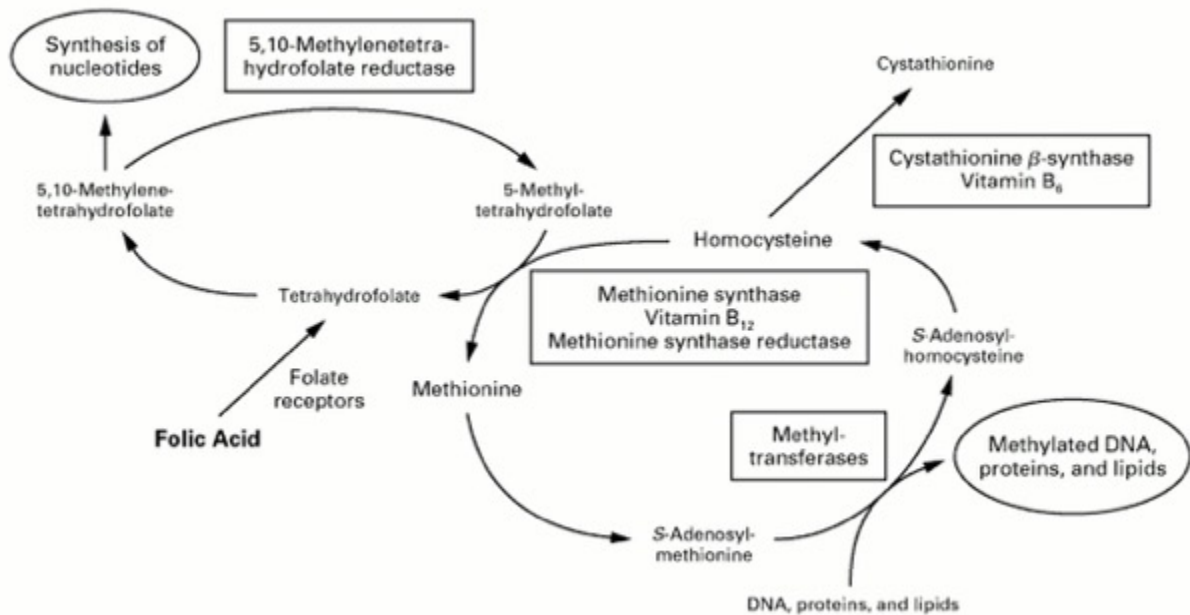 Synthesis of
nucleotides
5,10-Methylenetetra-
hydrofolate reductase
Cystathionine
Cystathionine β-synthase
Vitamin B₆
5,10-Methylene-
tetrahydrofolate
5-Methyl-
tetrahydrofolate
Homocysteine
Tetrahydrofolate
Methionine synthase
Vitamin B₁₂
Methionine synthase reductase
S-Adenosyl-
homocysteine
Folate
receptors
Methionine
Folic Acid
Methyl-
transferases
Methylated DNA,
proteins, and lipids
S-Adenosyl-
methionine
DNA, proteins, and lipids